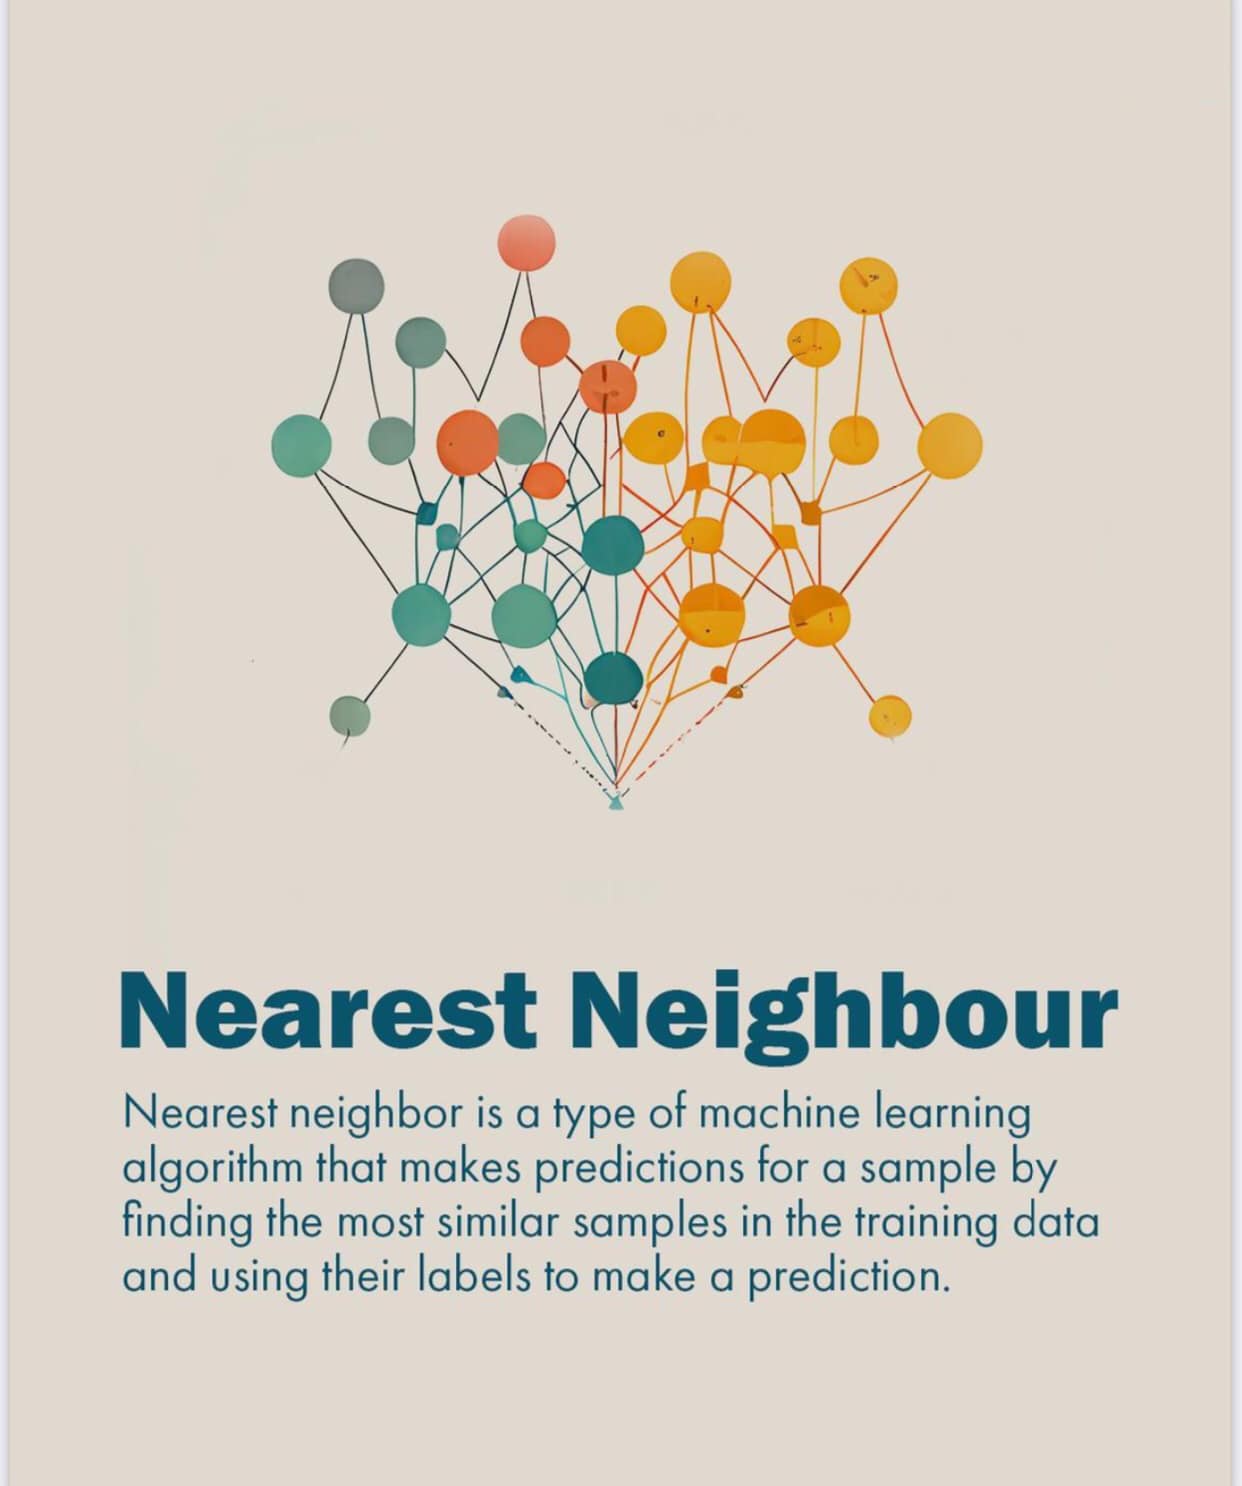 Nearest Neighbour
Nearest neighbor is a type of machine learning
algorithm that makes predictions for a sample by
finding the most similar samples in the training data
and using their labels to make a prediction.